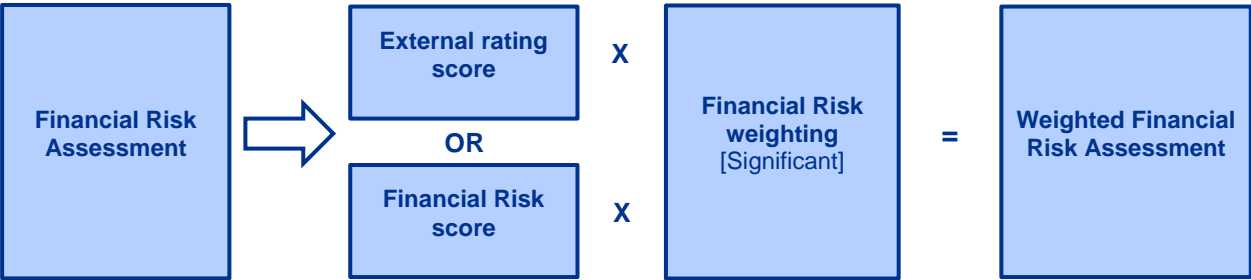 Financial Risk
Assessment
External rating
score
OR
Financial Risk
score
X
X
Financial Risk
weighting
[Significant]
=
Weighted Financial
Risk Assessment